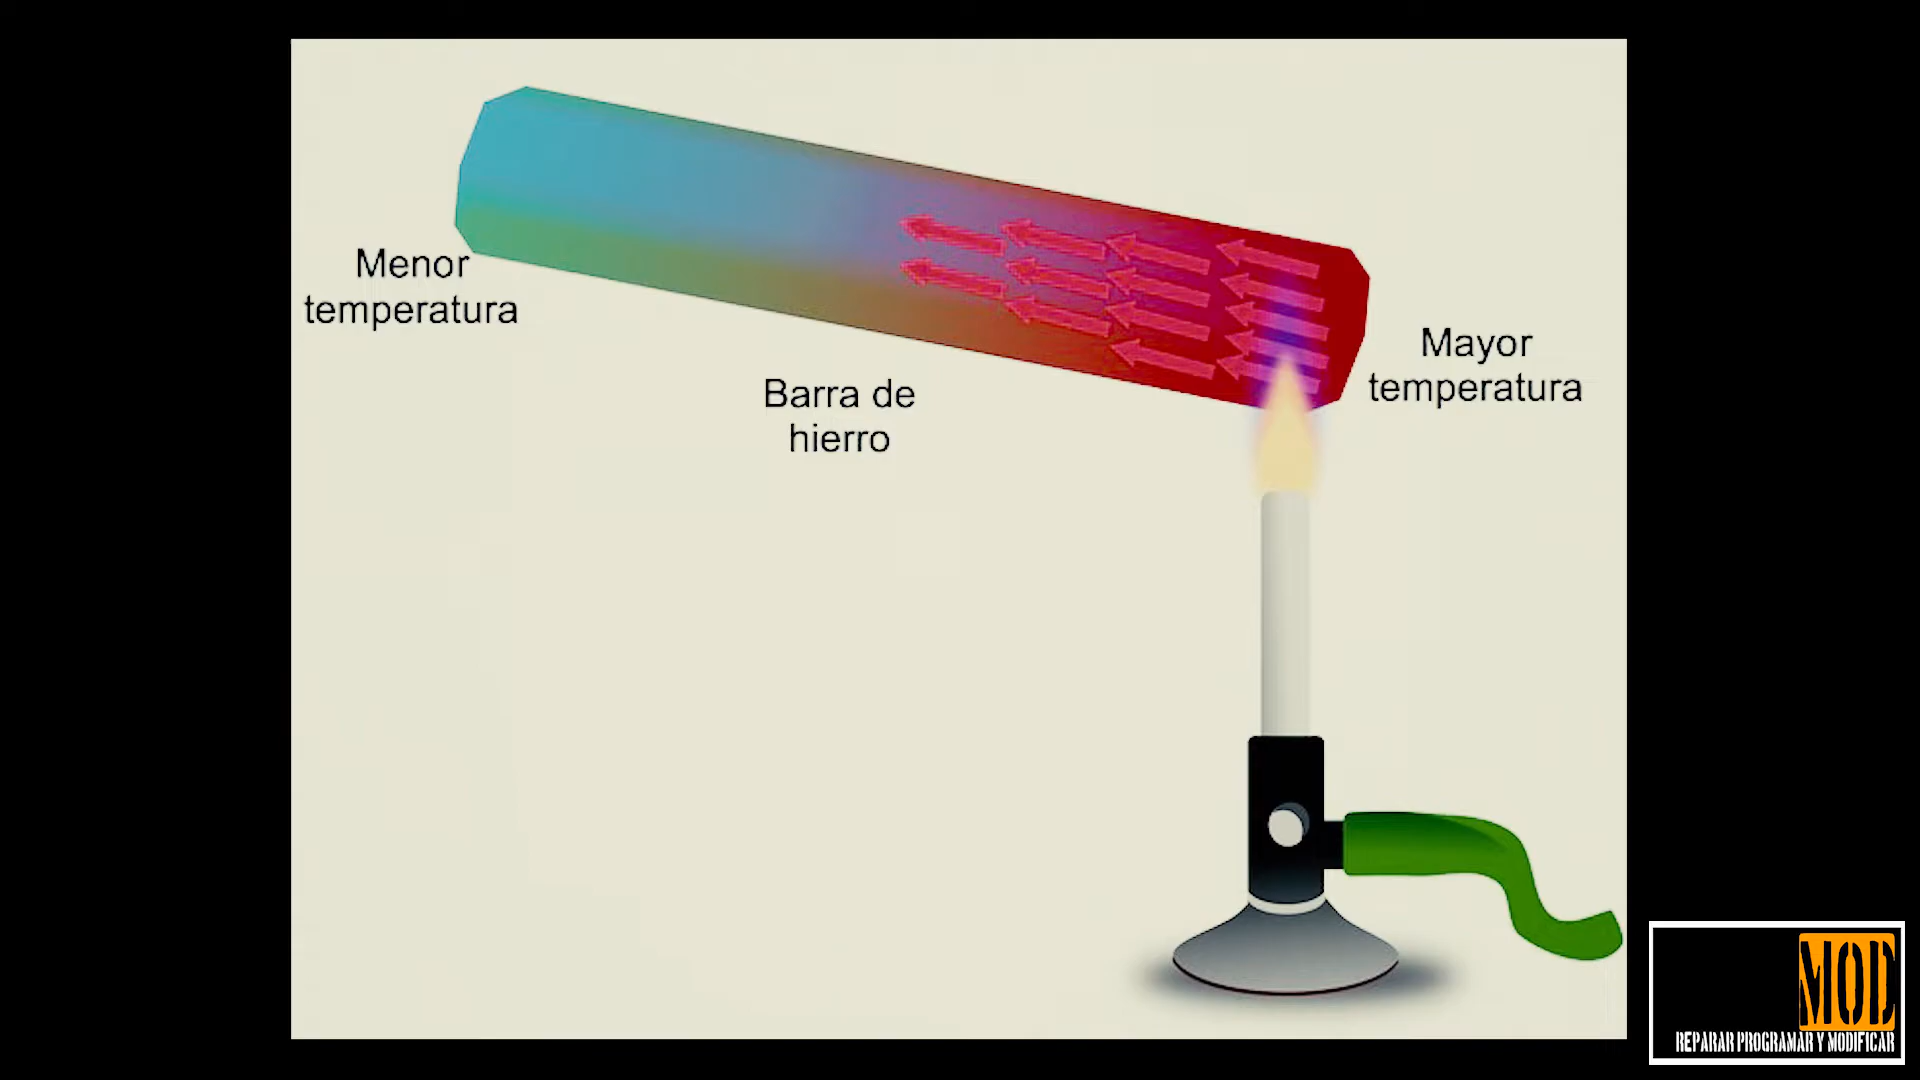 Menor
temperatura
Barra de
hierro
Mayor
temperatura
MOD
REPARAR PROGRAMAR Y MODIFICAR